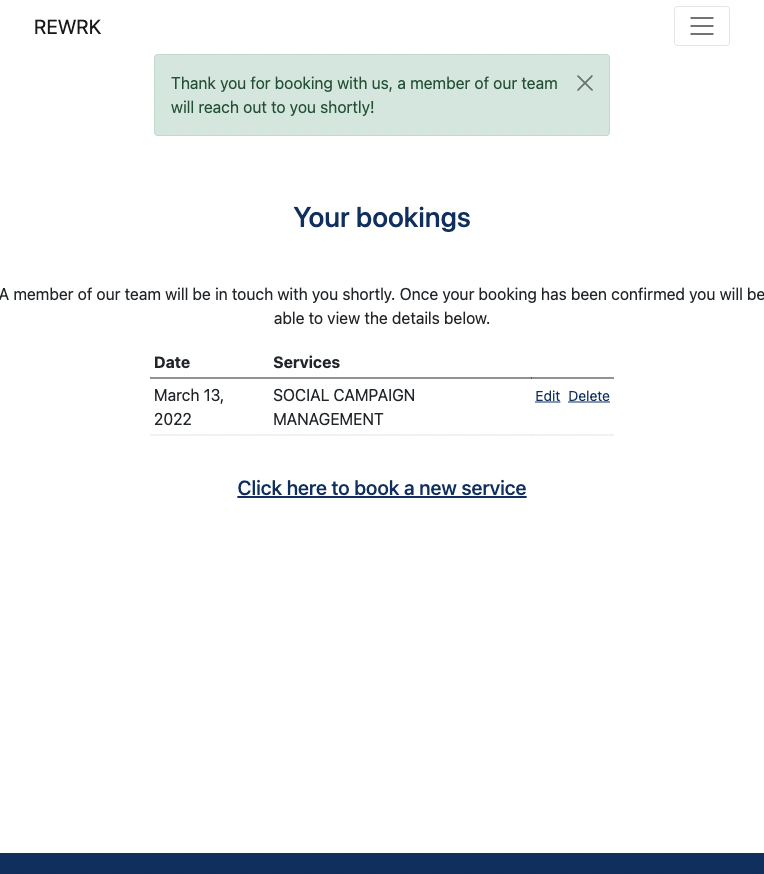 REWRK
Thank you for booking with us, a member of our team
will reach out to you shortly!
Your bookings
A member of our team will be in touch with you shortly. Once your booking has been confirmed you will be
able to view the details below.
Date Services
March 13, SOCIAL CAMPAIGN Edit Delete
2022 MANAGEMENT
Click here to book a new service